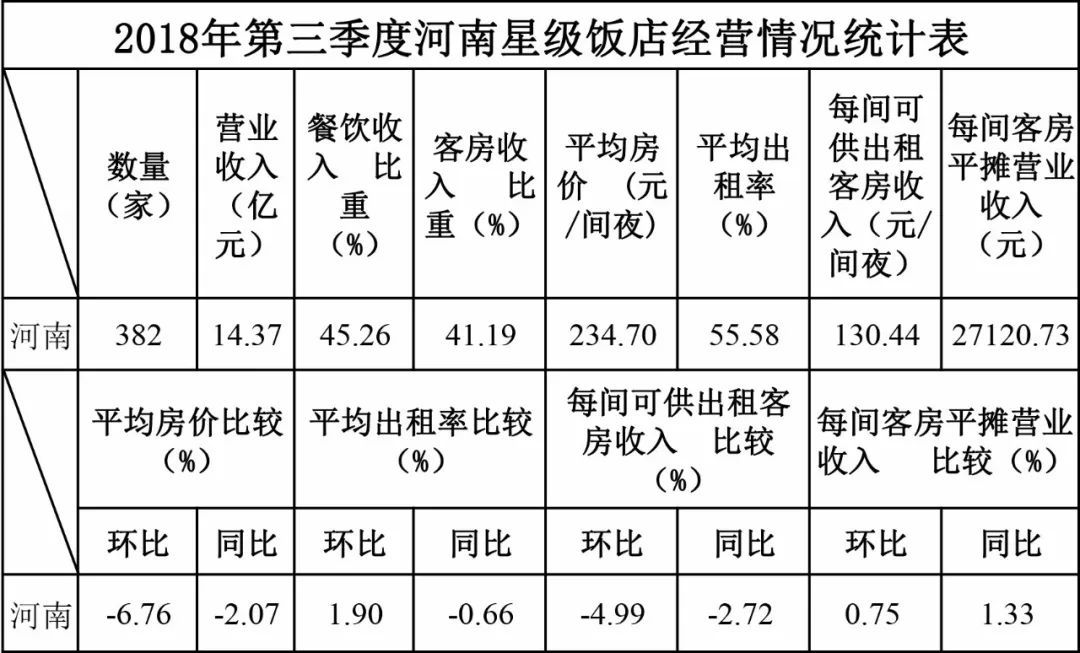 2018年第三季度河南星级饭店经营情况统计表
数量
（家）
营业
收入
（亿
元）
餐饮收
入 比
重
（%）
客房收
入 比
重（%）
平均房
价 （元
/间夜)
平均出
租率
（%）
每间可
供出租
客房收
入（元/
间夜）
每间客房
平摊营业
收入
（元）
河南 382 14.37 45.26 41.19 234.70 55.58 130.44 27120.73
平均房价比较
（%）
平均出租率比较
（%）
每间可供出租客
房收入 比较
（%）
每间客房平摊营业
收入 比较（%）
环比 同比 环比 同比 环比 同比 环比 同比
河南 -6.76 -2.07 1.90 -0.66 -4.99 -2.72 0.75 1.33